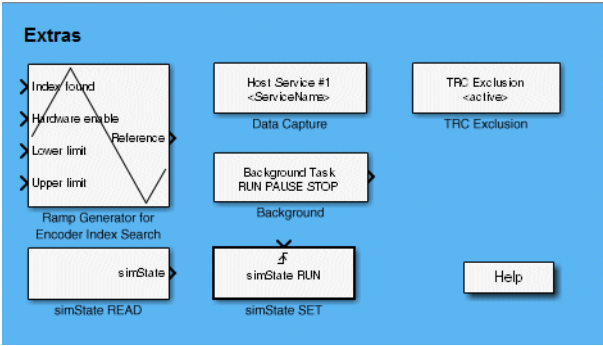 Extras
Index found
Hardware enable
Reference
Lower limit
Upper limit
Ramp Generator for
Encoder Index Search
Host Service #1
<ServiceName>
Data Capture
TRC Exclusion
<active>
TRC Exclusion
Background Task
RUN PAUSE STOP
Background
simState
simState READ
simState RUN
simState SET
Help